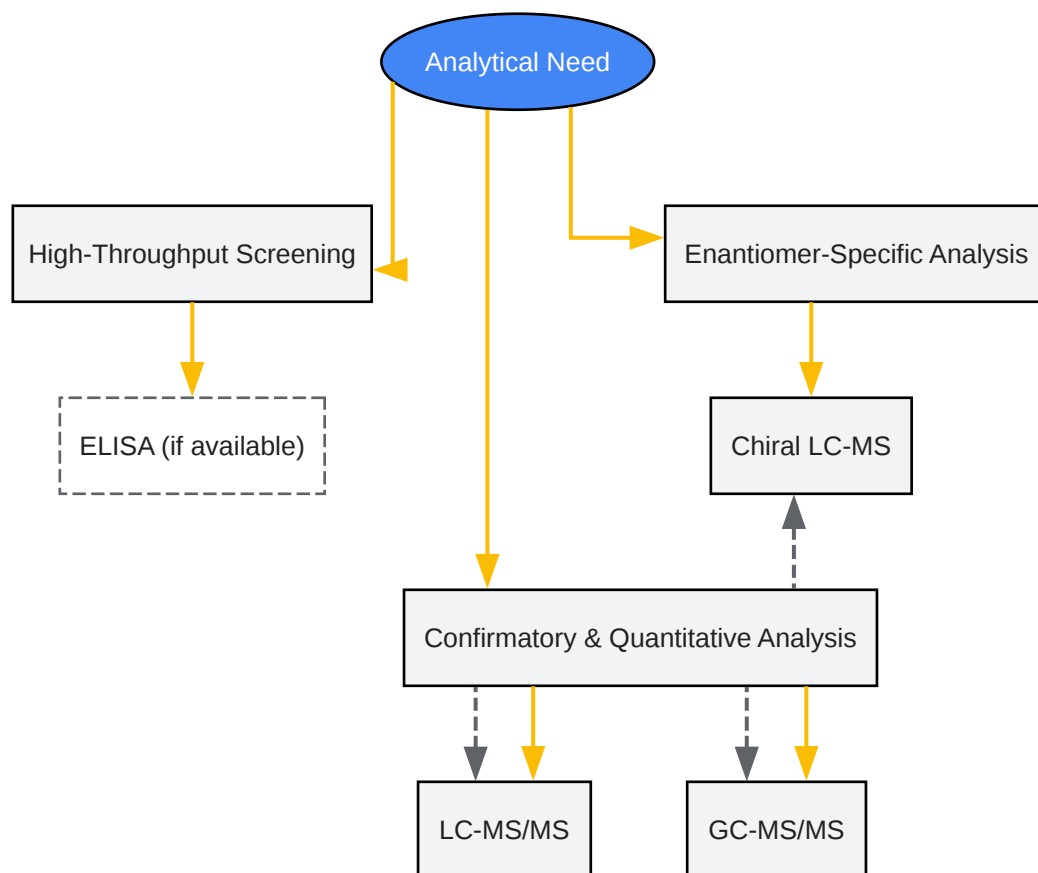 Analytical Need
High-Throughput Screening
Enantiomer-Specific Analysis
ELISA (if available)
Chiral LC-MS
Confirmatory & Quantitative Analysis
LC-MS/MS
GC-MS/MS